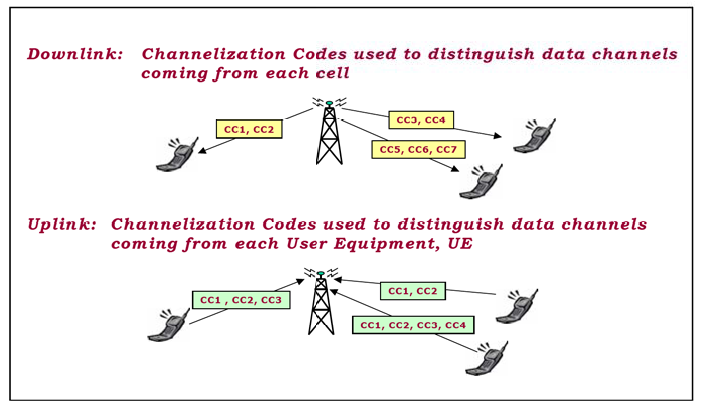 Downlink: Channelization Codes used to distinguish data channels
coming from each cell
CC1, CC2
CC3, CC4
CC5, CC6, CC7
Uplink: Channelization Codes used to distinguish data channels
coming from each User Equipment, UE
CC1 , CC2, CC3
CC1, CC2
CC1, CC2, CC3, CC4